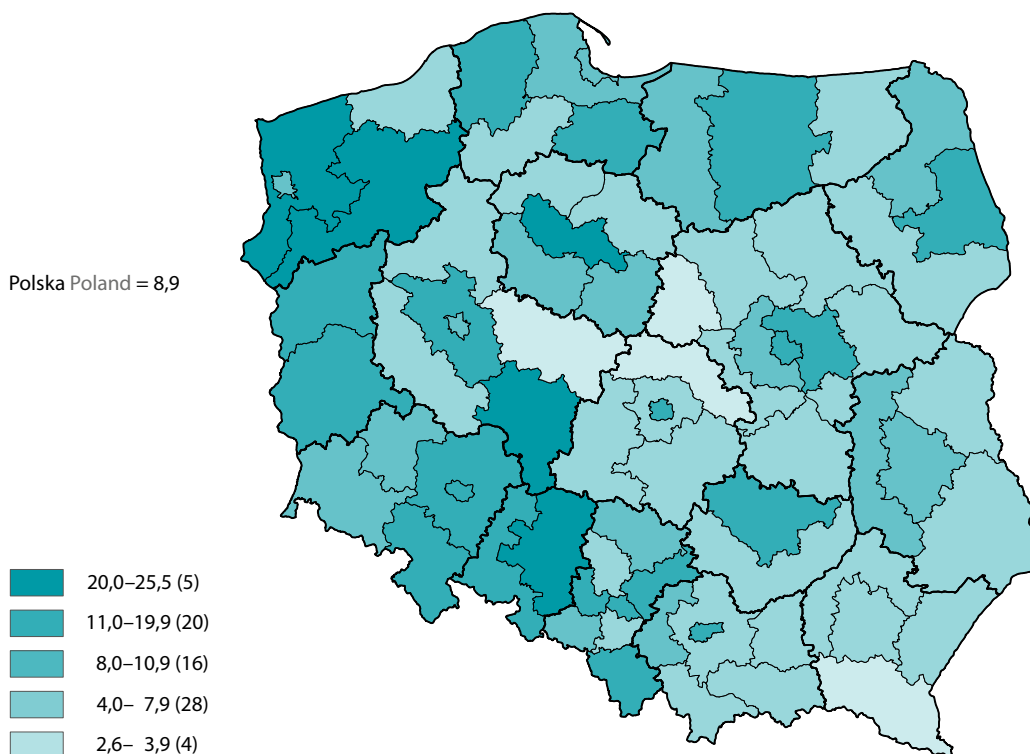 Polska Poland = 8,9
20,0–25,5 (5)
11,0–19,9 (20)
8,0–10,9 (16)
4,0– 7,9 (28)
2,6– 3,9 (4)